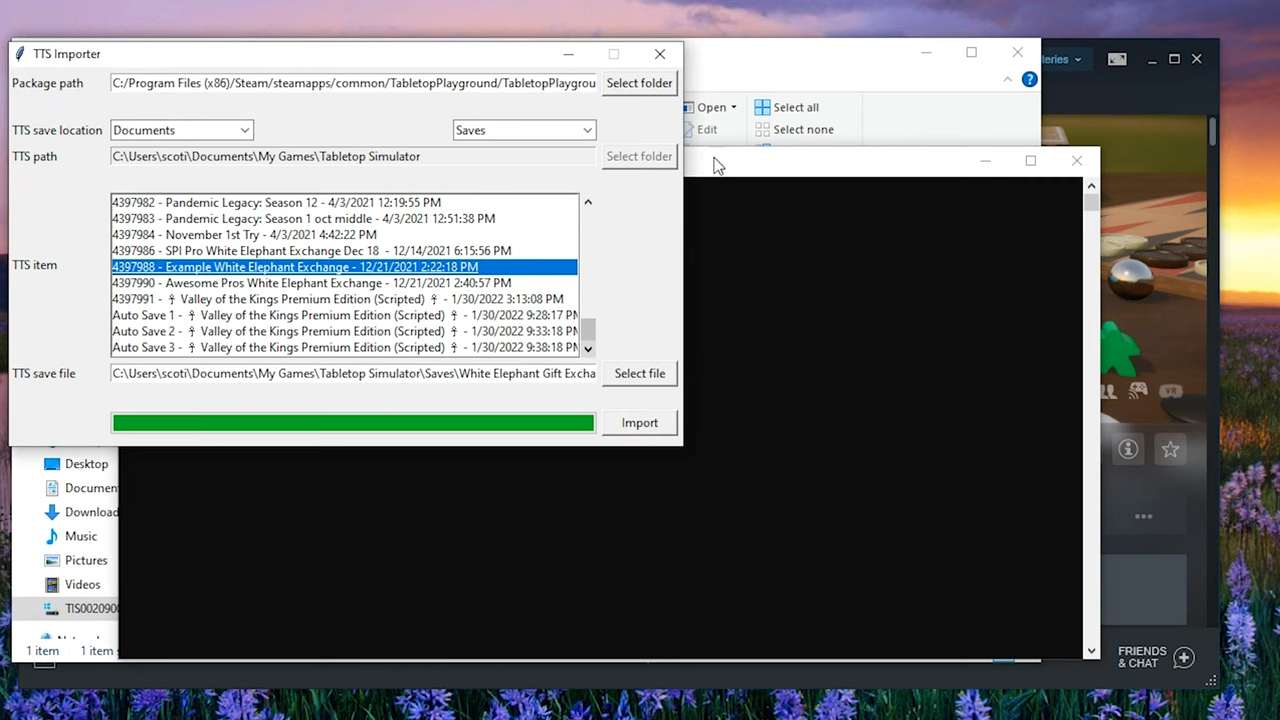 TTS Importer
Package path C:/Program Files (x86)/Steam/steamapps/common/TabletopPlayground/TabletopPlaygrou Select folder
TTS save location Documents Saves
TTS path C:\Users\scoti\Documents\My Games\Tabletop Simulator Select folder
4397982 - Pandemic Legacy: Season 12 - 4/3/2021 12:19:55 PM
4397983 - Pandemic Legacy: Season 1 oct middle - 4/3/2021 12:51:38 PM
4397984 - November 1st Try - 4/3/2021 4:42:22 PM
4397986 - SPI Pro White Elephant Exchange Dec 18 - 12/14/2021 6:15:56 PM
TTS item
4397988 - Example White Elephant Exchange - 12/21/2021 2:22:18 PM
4397990 - Awesome Pros White Elephant Exchange - 12/21/2021 2:40:57 PM
4397991 - ☥ Valley of the Kings Premium Edition (Scripted) ☥ - 1/30/2022 3:13:08 PM
Auto Save 1 - ☥ Valley of the Kings Premium Edition (Scripted) ☥ - 1/30/2022 9:28:17 PM
Auto Save 2 - ☥ Valley of the Kings Premium Edition (Scripted) ☥ - 1/30/2022 9:33:18 PM
Auto Save 3 - ☥ Valley of the Kings Premium Edition (Scripted) ☥ - 1/30/2022 9:38:18 PM
TTS save file C:\Users\scoti\Documents\My Games\Tabletop Simulator\Saves\White Elephant Gift Excha Select file
Import
Open Select all
Edit Select none
Desktop
Documen
Download
Music
Pictures
Videos
TIS002090
1 item 1 item
VR
FRIENDS
& CHAT